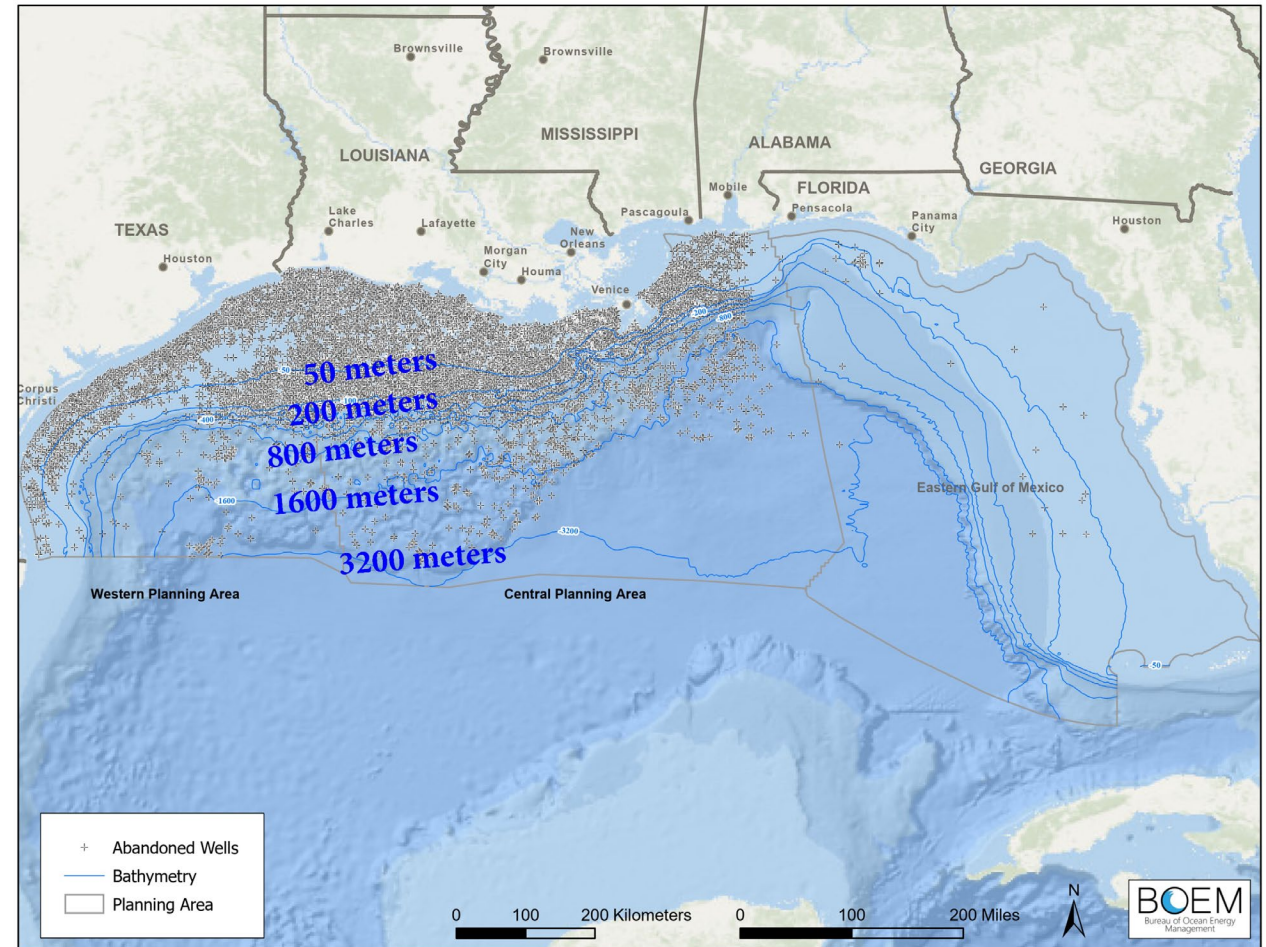 Brownsville
Brownsville
MISSISSIPPI
ALABAMA
LOUISIANA
GEORGIA
Mobile
FLORIDA
Lake
Charles
Lafayette
Pascagoula
Pensacola
Panama
City
Houston
TEXAS
New
Orleans
Morgan
City
Houma
Houston
Venice
200
800
50
50 meters
Corpus
Christi
100
200 meters
400
800 meters
1600
1600 meters
Eastern Gulf of Mexico
3200
3200 meters
Western Planning Area
Central Planning Area
50
Abandoned Wells
Bathymetry
Planning Area
0 100 200 Kilometers
0 100 200 Miles
N
BOEM
Bureau of Ocean Energy
Management